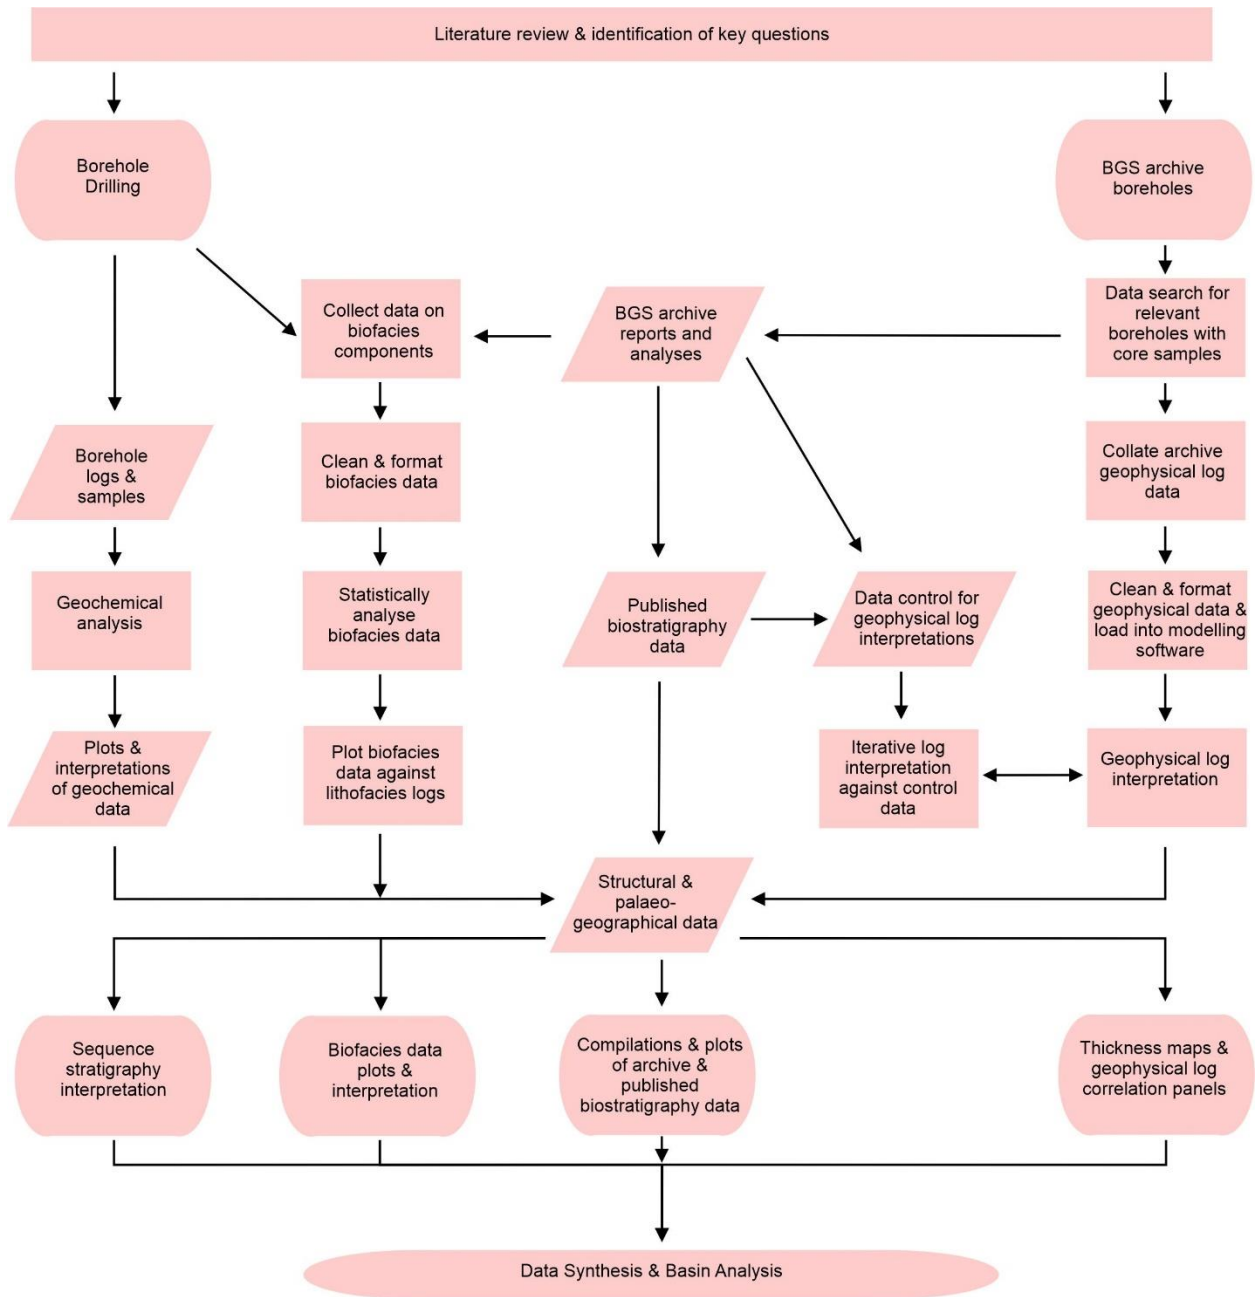 Literature review & identification of key questions
Borehole
Drilling
BGS archive
boreholes
Collect data on
biofacies
components
BGS archive
reports and
analyses
Data search for
relevant
boreholes with
core samples
Borehole
logs &
samples
Clean & format
biofacies data
Collate archive
geophysical log
data
Geochemical
analysis
Statistically
analyse
biofacies data
Published
biostratigraphy
data
Data control for
geophysical log
interpretations
Clean & format
geophysical data &
load into modelling
software
Plots &
interpretations
of geochemical
data
Plot biofacies
data against
lithofacies logs
Iterative log
interpretation
against control
data
Geophysical log
interpretation
Structural &
palaeo-
geographical data
Sequence
stratigraphy
interpretation
Biofacies data
plots &
interpretation
Compilations & plots
of archive &
published
biostratigraphy data
Thickness maps &
geophysical log
correlation panels
Data Synthesis & Basin Analysis